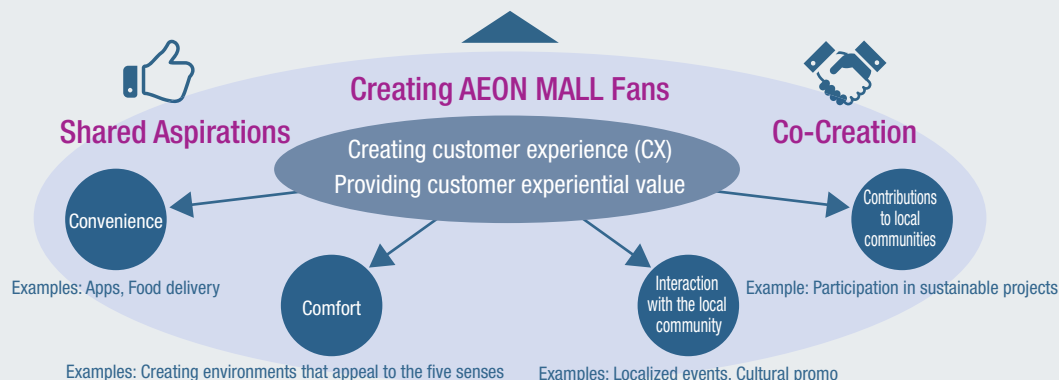 Creating AEON MALL Fans
Shared Aspirations
Co-Creation
Creating customer experience (CX)
Providing customer experiential value
Convenience
Contributions
to local
communities
Examples: Apps, Food delivery
Comfort
Interaction
with the local
community
Example: Participation in sustainable projects
Examples: Creating environments that appeal to the five senses
Examples: Localized events, Cultural promo